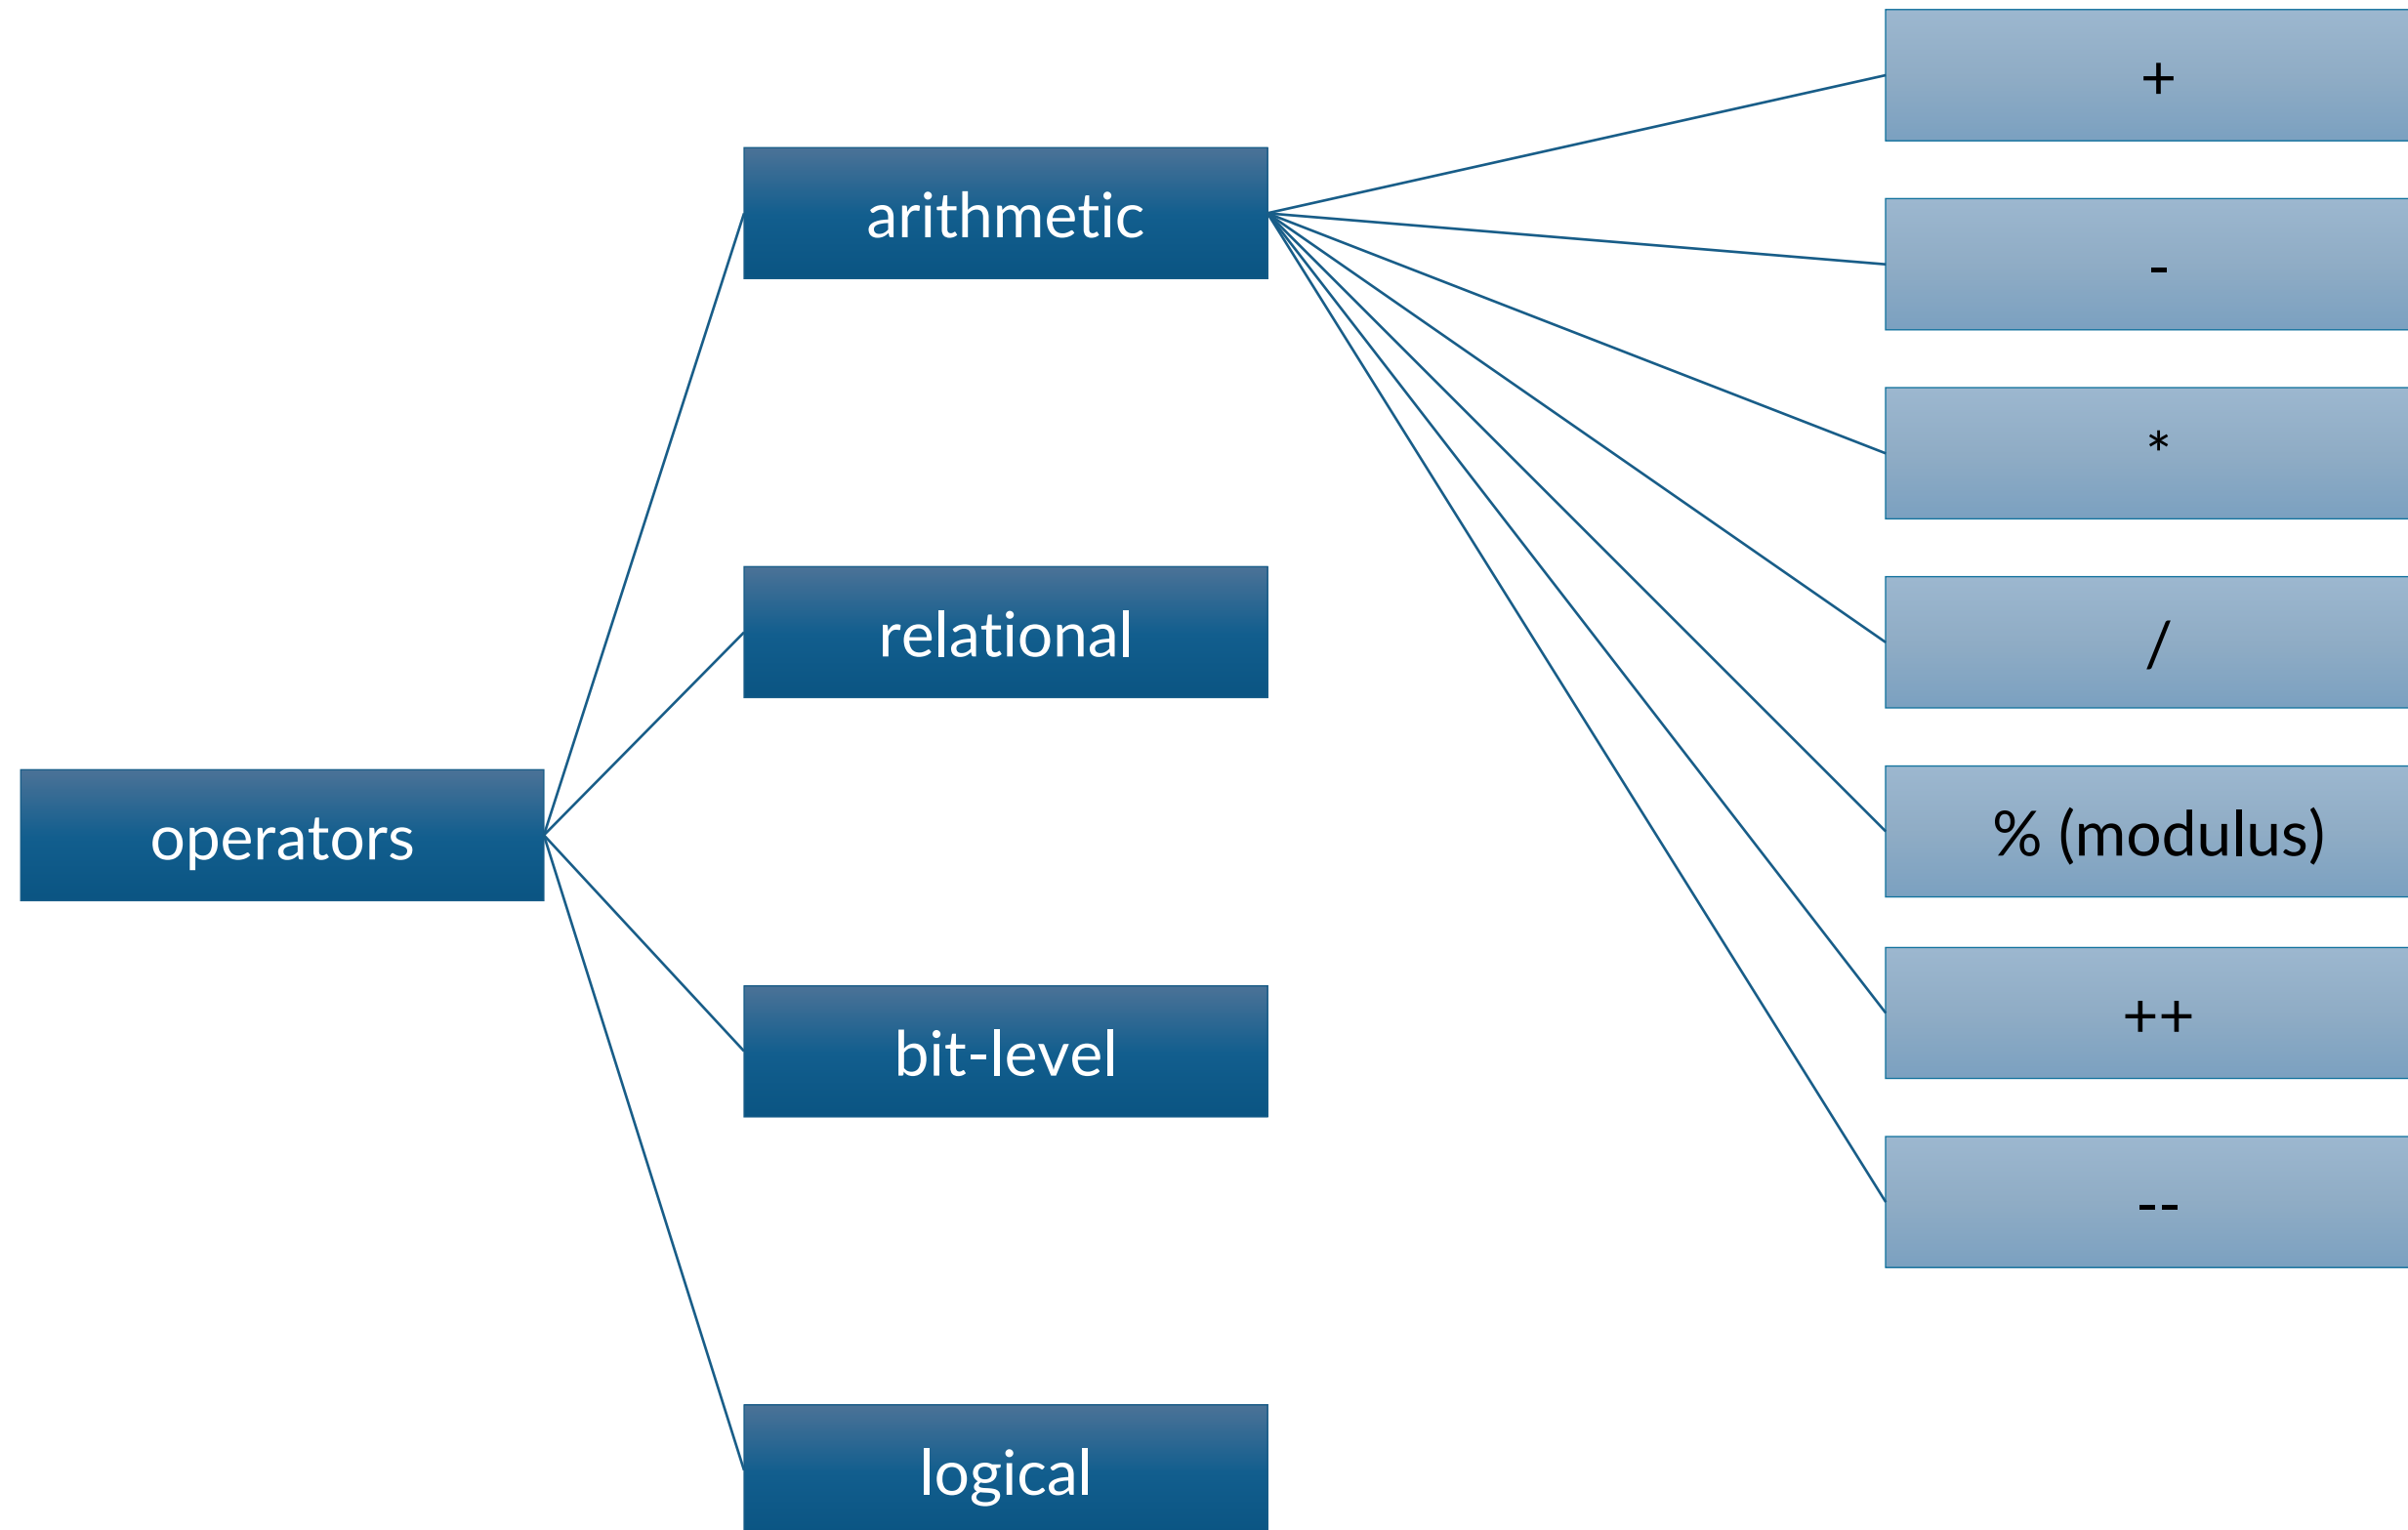 operators
arithmetic
relational
bit-level
logical
+
-
*
/
% (modulus)
++
--